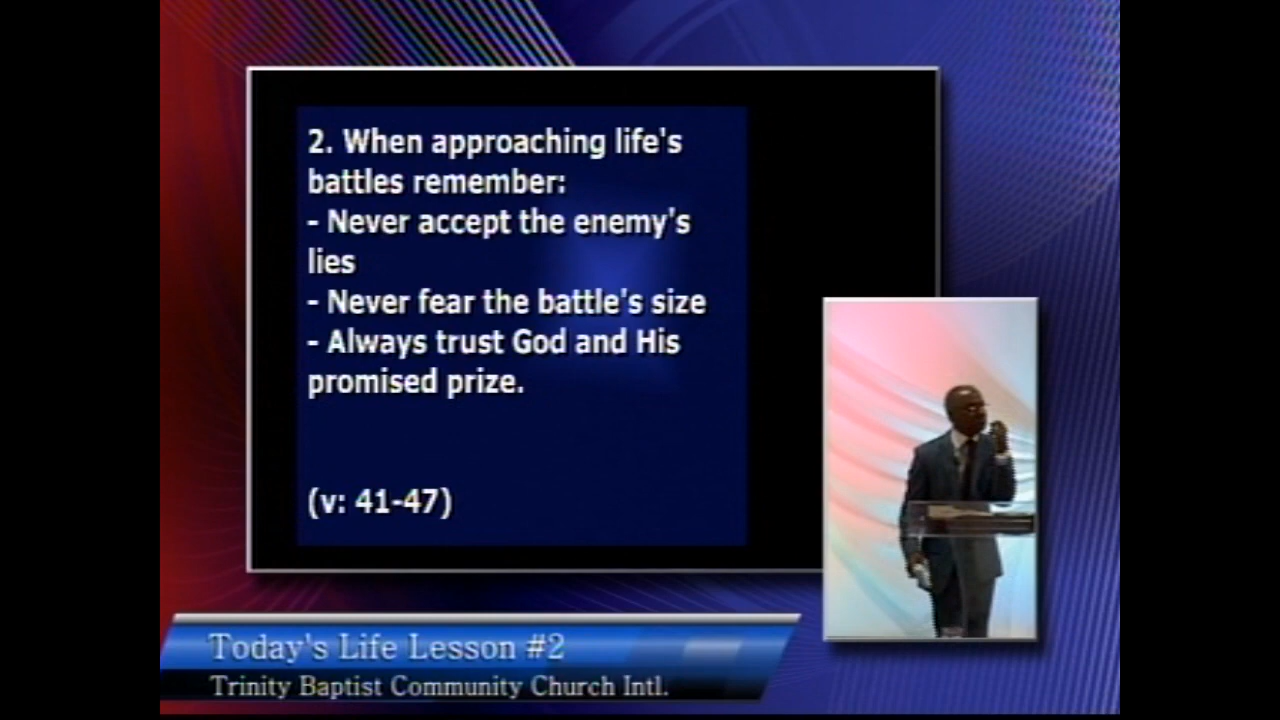 2. When approaching life's
battles remember:
- Never accept the enemy's
lies
- Never fear the battle's size
- Always trust God and His
promised prize.
(v: 41-47)
Today's Life Lesson #2
Trinity Baptist Community Church Intl.